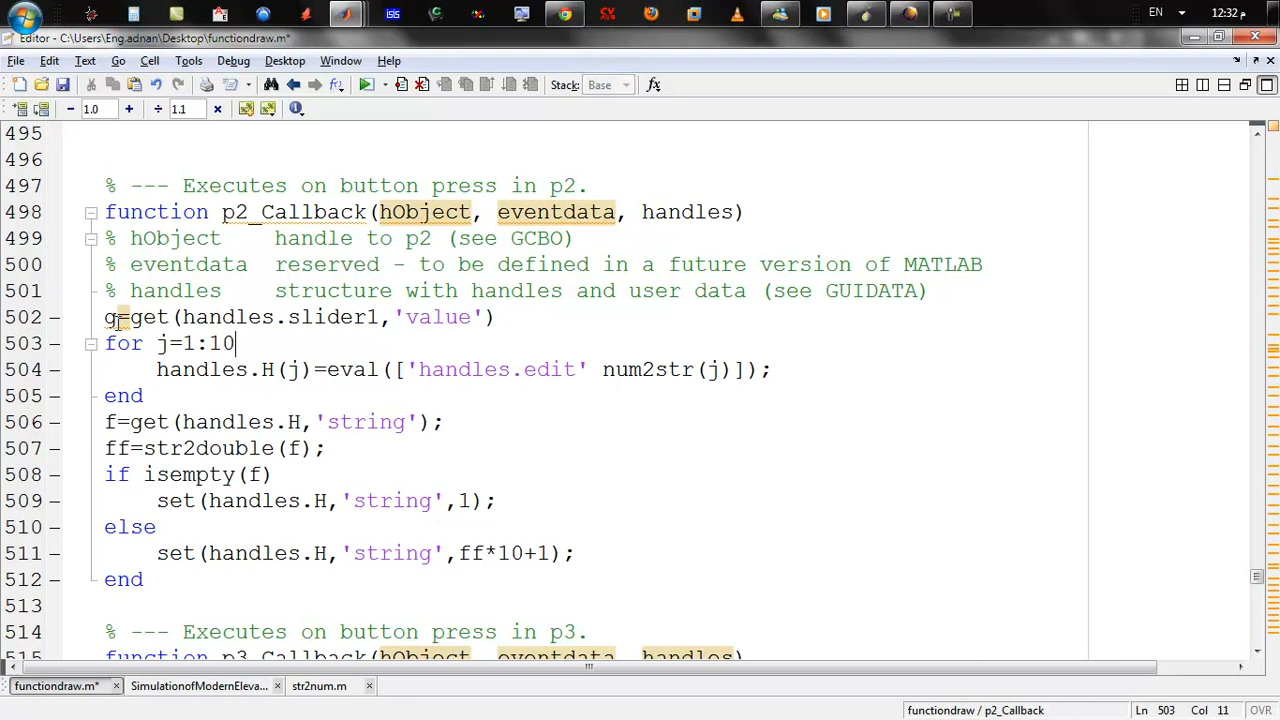 EN
12:32 م
Editor - C:\Users\Eng.adnan\Desktop\functiondraw.m*
File Edit Text Go Cell Tools Debug Desktop Window Help
Stack: Base fx
- 1.0 + ÷ 1.1 ×
495
496
497 % --- Executes on button press in p2.
498 function p2_Callback(hObject, eventdata, handles)
499 % hObject    handle to p2 (see GCBO)
500 % eventdata  reserved - to be defined in a future version of MATLAB
501 % handles    structure with handles and user data (see GUIDATA)
502 - g=get(handles.slider1,'value')
503 - for j=1:10
504 - handles.H(j)=eval(['handles.edit' num2str(j)]);
505 - end
506 - f=get(handles.H,'string');
507 - ff=str2double(f);
508 - if isempty(f)
509 - set(handles.H,'string',1);
510 - else
511 - set(handles.H,'string',ff*10+1);
512 - end
513
514 % --- Executes on button press in p3.
515 function p3_Callback(hObject, eventdata, handles)
functiondraw.m* × SimulationofModernEleva... × str2num.m ×
functiondraw / p2_Callback Ln 503 Col 11 OVR